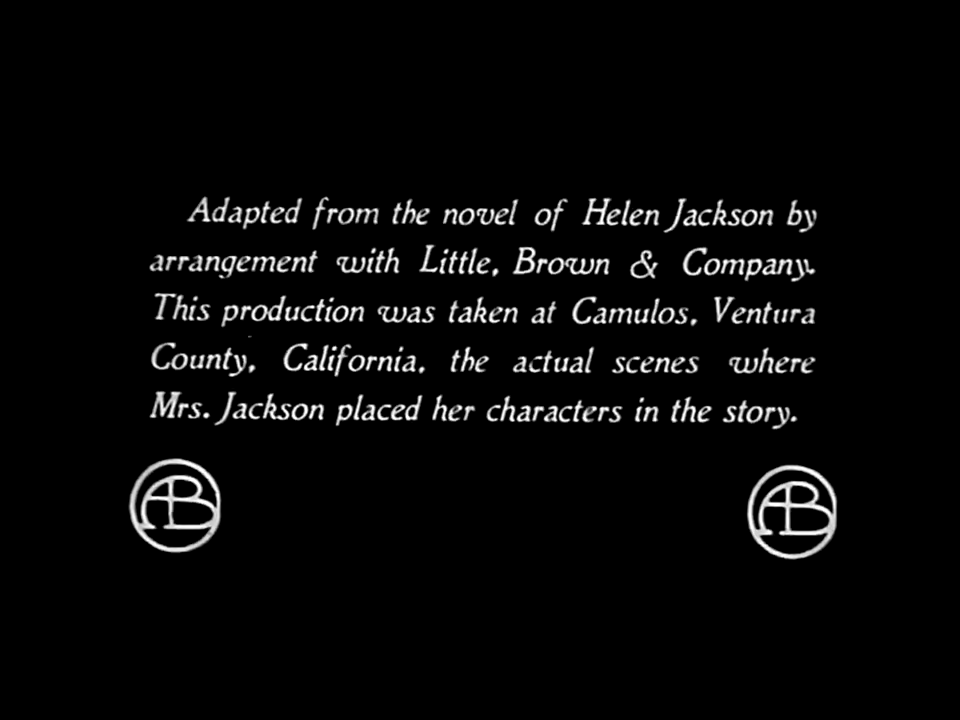 Adapted from the novel of Helen Jackson by
arrangement with Little, Brown & Company.
This production was taken at Camulos, Ventura
County, California, the actual scenes where
Mrs. Jackson placed her characters in the story.
AB AB